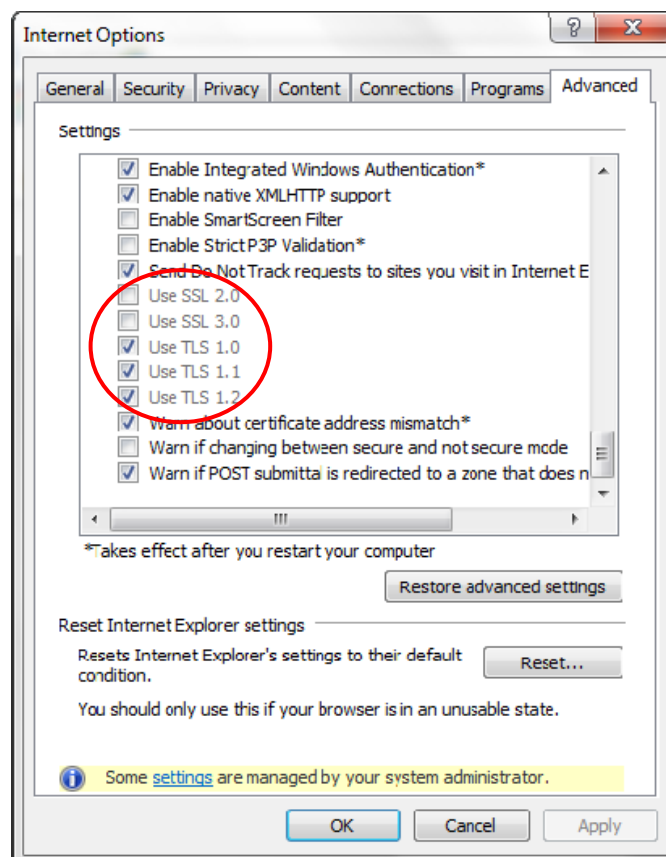 Internet Options
General Security Privacy Content Connections Programs Advanced
Settings
Enable Integrated Windows Authentication*
Enable native XMLHTTP support
Enable SmartScreen Filter
Enable Strict P3P Validation*
Send Do Not Track requests to sites you visit in Internet E
Use SSL 2.0
Use SSL 3.0
Use TLS 1.0
Use TLS 1.1
Use TLS 1.2
Warn about certificate address mismatch*
Warn if changing between secure and not secure mode
Warn if POST submittal is redirected to a zone that does n
*Takes effect after you restart your computer
Restore advanced settings
Reset Internet Explorer settings
Resets Internet Explorer's settings to their default
condition.
Reset...
You should only use this if your browser is in an unusable state.
Some settings are managed by your system administrator.
OK Cancel Apply